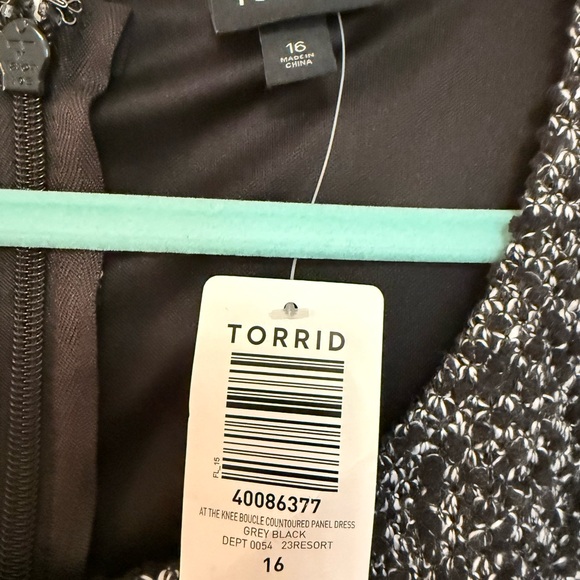 16
MADE IN
CHINA
TORRID
FL_15
40086377
AT THE KNEE BOUCLE COUNTOURED PANEL DRESS
GREY BLACK
DEPT 0054 23RESORT
16